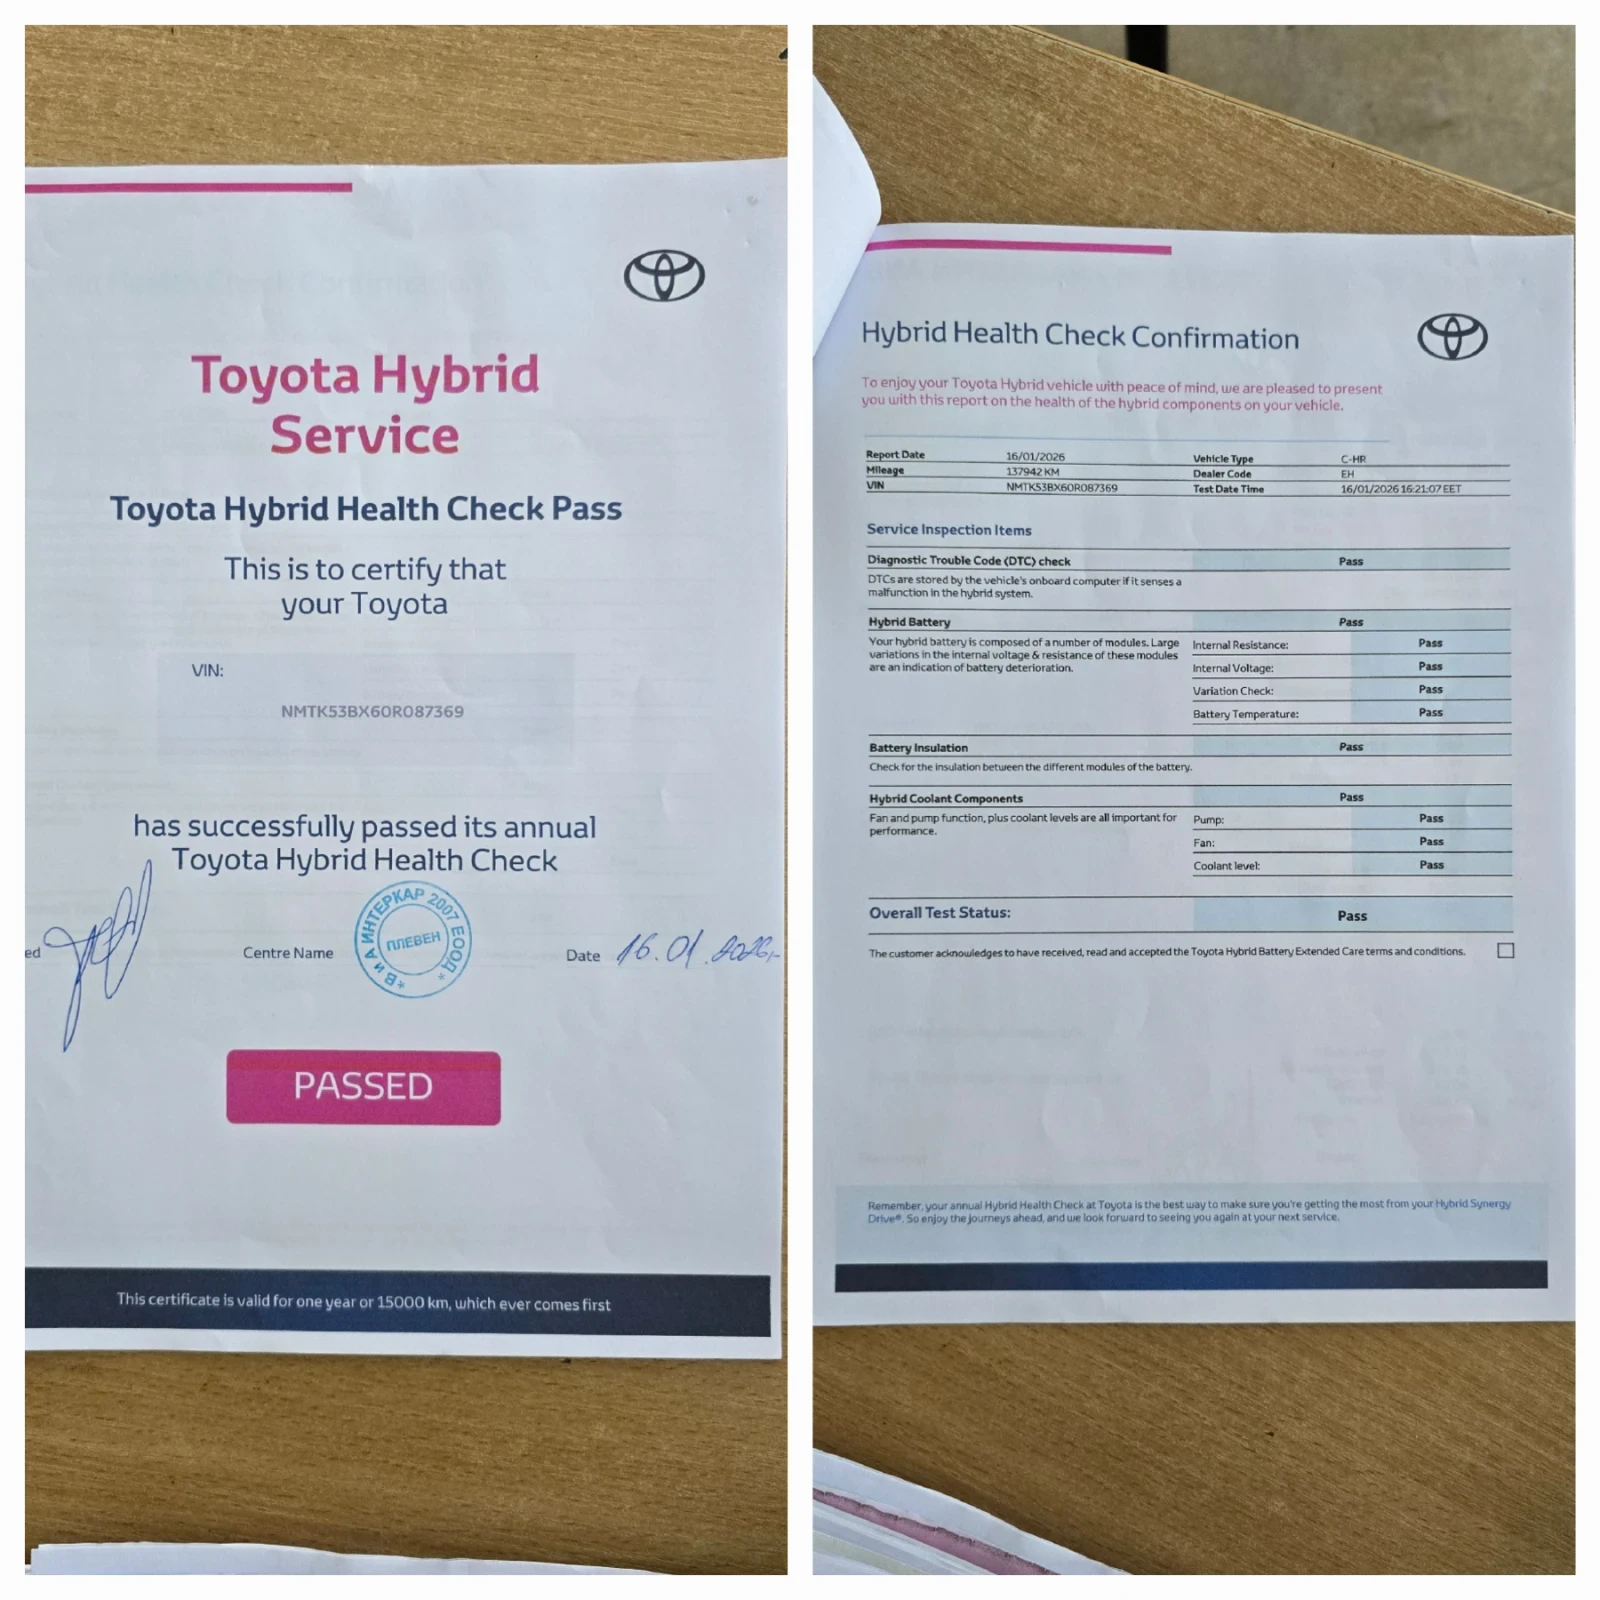 Toyota Hybrid
Service
Toyota Hybrid Health Check Pass
This is to certify that
your Toyota
VIN:
NMTK53BX60R087369
has successfully passed its annual
Toyota Hybrid Health Check
ed
Centre Name
* В и А ИНТЕРКАР 2007 ЕООД *
ПЛЕВЕН
Date 16.01.2026
PASSED
This certificate is valid for one year or 15000 km, which ever comes first
Hybrid Health Check Confirmation
To enjoy your Toyota Hybrid vehicle with peace of mind, we are pleased to present
you with this report on the health of the hybrid components on your vehicle.
Report Date 16/01/2026 Vehicle Type C-HR
Mileage 137942 KM Dealer Code EH
VIN NMTK53BX60R087369 Test Date Time 16/01/2026 16:21:07 EET
Service Inspection Items
Diagnostic Trouble Code (DTC) check Pass
DTCs are stored by the vehicle's onboard computer if it senses a
malfunction in the hybrid system.
Hybrid Battery Pass
Your hybrid battery is composed of a number of modules. Large
variations in the internal voltage & resistance of these modules
are an indication of battery deterioration.
Internal Resistance: Pass
Internal Voltage: Pass
Variation Check: Pass
Battery Temperature: Pass
Battery Insulation Pass
Check for the insulation between the different modules of the battery.
Hybrid Coolant Components Pass
Fan and pump function, plus coolant levels are all important for
performance.
Pump: Pass
Fan: Pass
Coolant level: Pass
Overall Test Status: Pass
The customer acknowledges to have received, read and accepted the Toyota Hybrid Battery Extended Care terms and conditions.
Remember, your annual Hybrid Health Check at Toyota is the best way to make sure you're getting the most from your Hybrid Synergy
Drive®. So enjoy the journeys ahead, and we look forward to seeing you again at your next service.